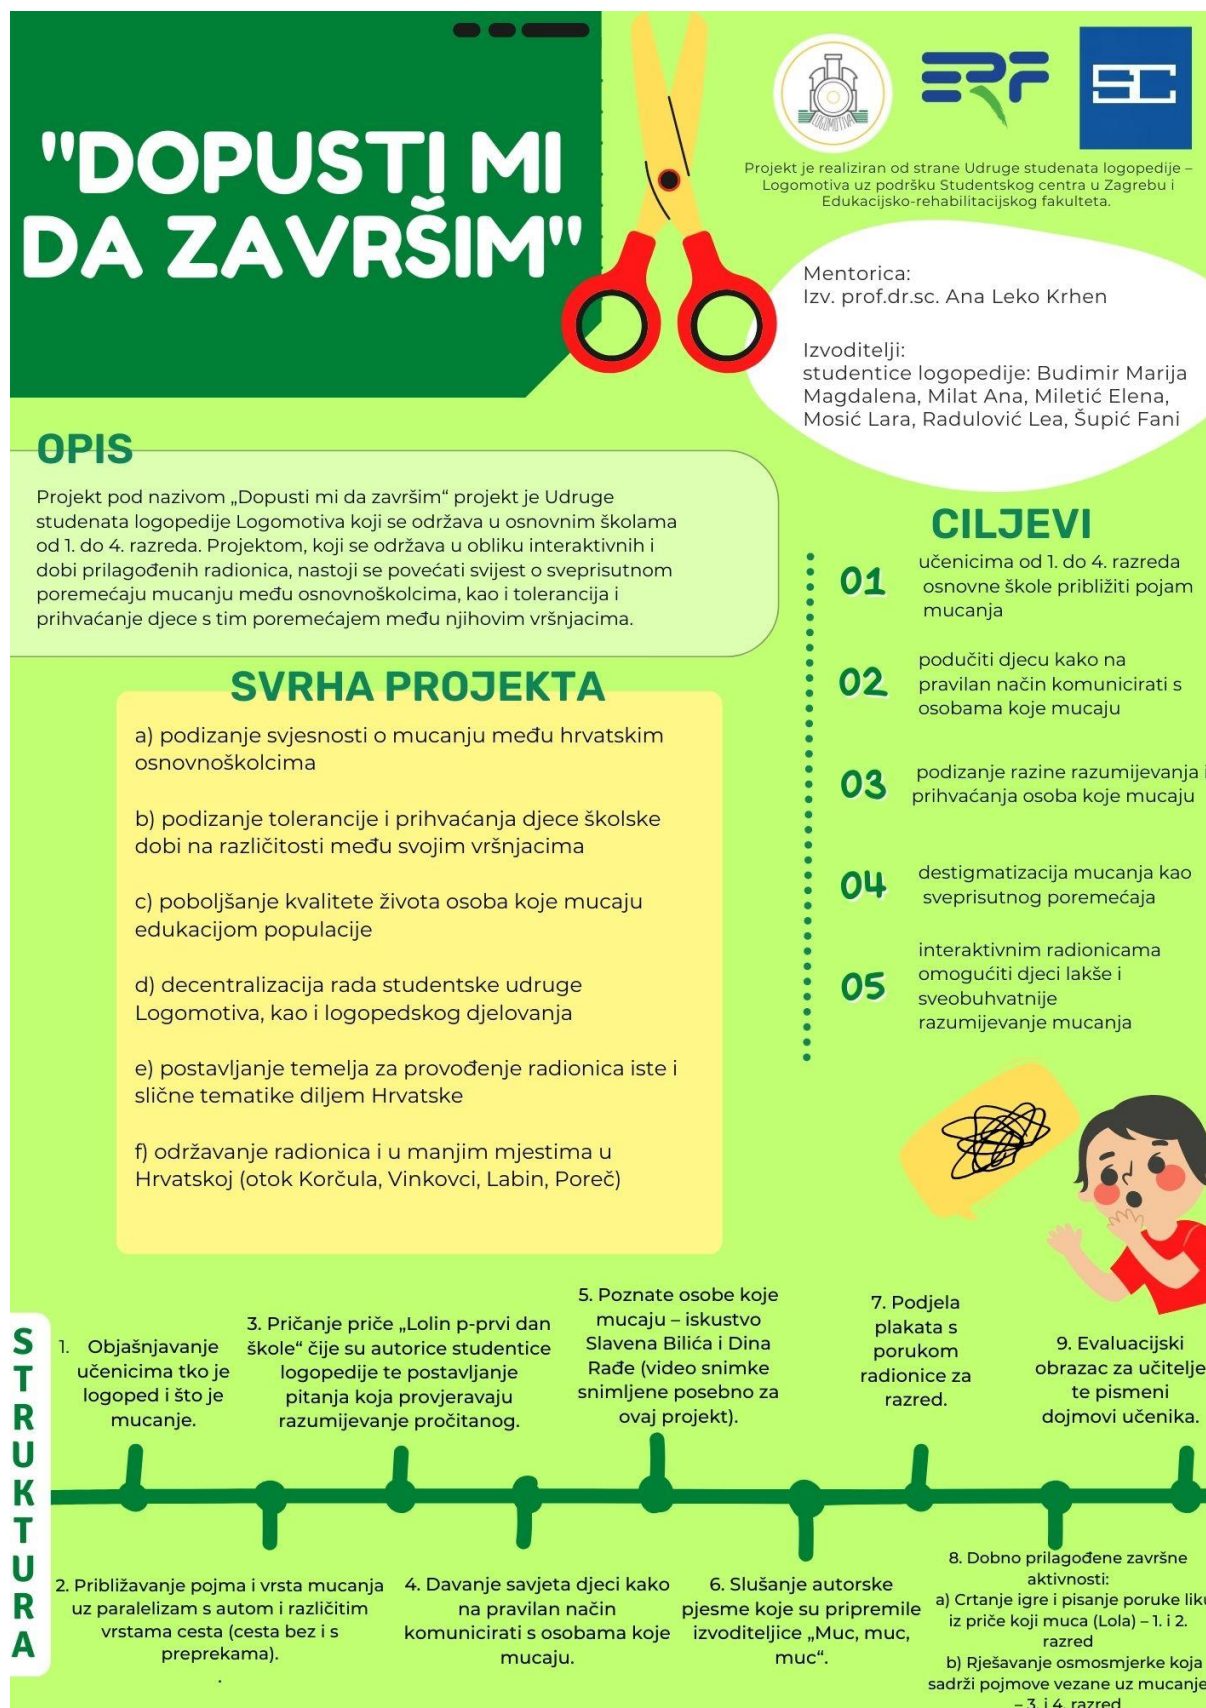 "DOPUSTI MI
DA ZAVRŠIM"
LOGOMOTIVA
ERF
SC
Projekt je realiziran od strane Udruge studenata logopedije –
Logomotiva uz podršku Studentskog centra u Zagrebu i
Edukacijsko-rehabilitacijskog fakulteta.
Mentorica:
Izv. prof.dr.sc. Ana Leko Krhen
Izvoditelji:
studentice logopedije: Budimir Marija
Magdalena, Milat Ana, Miletić Elena,
Mosić Lara, Radulović Lea, Šupić Fani
OPIS
Projekt pod nazivom „Dopusti mi da završim“ projekt je Udruge
studenata logopedije Logomotiva koji se održava u osnovnim školama
od 1. do 4. razreda. Projektom, koji se održava u obliku interaktivnih i
dobi prilagođenih radionica, nastoji se povećati svijest o sveprisutnom
poremećaju mucanju među osnovnoškolcima, kao i tolerancija i
prihvaćanje djece s tim poremećajem među njihovim vršnjacima.
SVRHA PROJEKTA
a) podizanje svjesnosti o mucanju među hrvatskim
osnovnoškolcima
b) podizanje tolerancije i prihvaćanja djece školske
dobi na različitosti među svojim vršnjacima
c) poboljšanje kvalitete života osoba koje mucaju
edukacijom populacije
d) decentralizacija rada studentske udruge
Logomotiva, kao i logopedskog djelovanja
e) postavljanje temelja za provođenje radionica iste i
slične tematike diljem Hrvatske
f) održavanje radionica i u manjim mjestima u
Hrvatskoj (otok Korčula, Vinkovci, Labin, Poreč)
CILJEVI
01
učenicima od 1. do 4. razreda
osnovne škole približiti pojam
mucanja
02
podučiti djecu kako na
pravilan način komunicirati s
osobama koje mucaju
03
podizanje razine razumijevanja i
prihvaćanja osoba koje mucaju
04
destigmatizacija mucanja kao
sveprisutnog poremećaja
05
interaktivnim radionicama
omogućiti djeci lakše i
sveobuhvatnije
razumijevanje mucanja
STRUKTURA
1. Objašnjavanje
učenicima tko je
logoped i što je
mucanje.
2. Približavanje pojma i vrsta mucanja
uz paralelizam s autom i različitim
vrstama cesta (cesta bez i s
preprekama).
.
3. Pričanje priče „Lolin p-prvi dan
škole“ čije su autorice studentice
logopedije te postavljanje
pitanja koja provjeravaju
razumijevanje pročitanog.
4. Davanje savjeta djeci kako
na pravilan način
komunicirati s osobama koje
mucaju.
5. Poznate osobe koje
mucaju – iskustvo
Slavena Bilića i Dina
Rađe (video snimke
snimljene posebno za
ovaj projekt).
6. Slušanje autorske
pjesme koje su pripremile
izvoditeljice „Muc, muc,
muc“.
7. Podjela
plakata s
porukom
radionice za
razred.
8. Dobno prilagođene završne
aktivnosti:
a) Crtanje igre i pisanje poruke liku
iz priče koji muca (Lola) – 1. i 2.
razred
b) Rješavanje osmosmjerke koja
sadrži pojmove vezane uz mucanje
– 3. i 4. razred
9. Evaluacijski
obrazac za učitelje
te pismeni
dojmovi učenika.